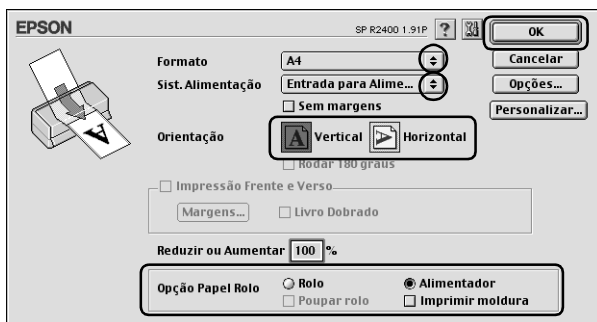 EPSON SP R2400 1.91P ? OK
Formato A4 Cancelar
Sist. Alimentação Entrada para Alime... Opções...
Sem margens Personalizar...
Orientação A Vertical A Horizontal
Rodar 180 graus
Impressão Frente e Verso
Margens... Livro Dobrado
Reduzir ou Aumentar 100 %
Opção Papel Rolo Rolo Alimentador
Poupar rolo Imprimir moldura
A